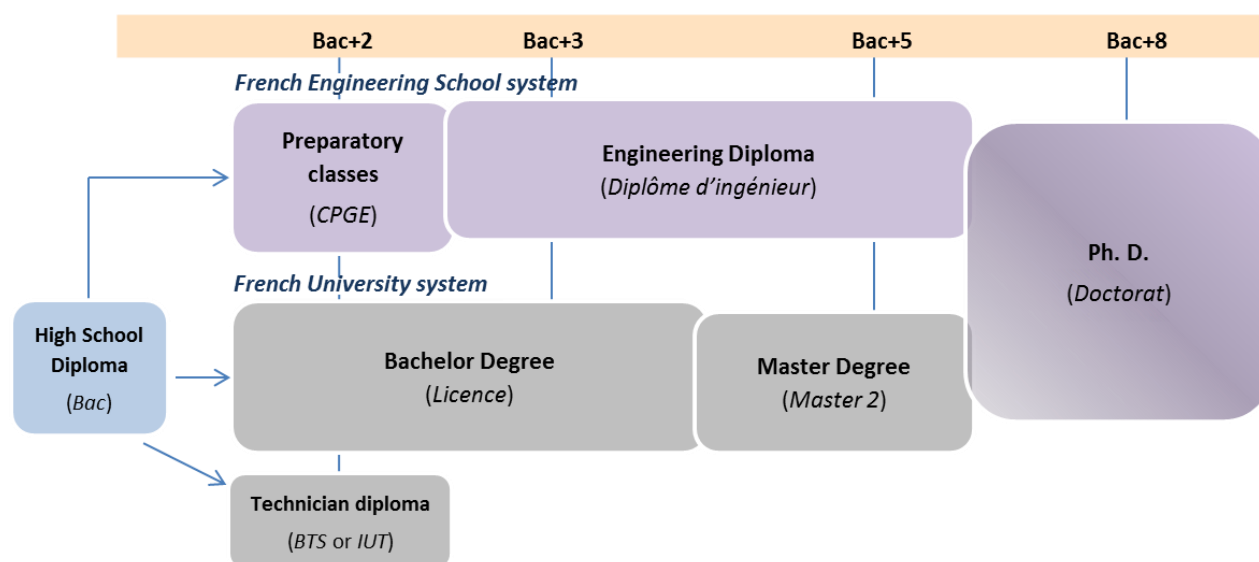 Bac+2 Bac+3 Bac+5 Bac+8
French Engineering School system
Preparatory
classes
(CPGE)
Engineering Diploma
(Diplôme d'ingénieur)
Ph. D.
(Doctorat)
French University system
High School
Diploma
(Bac)
Bachelor Degree
(Licence)
Master Degree
(Master 2)
Technician diploma
(BTS or IUT)